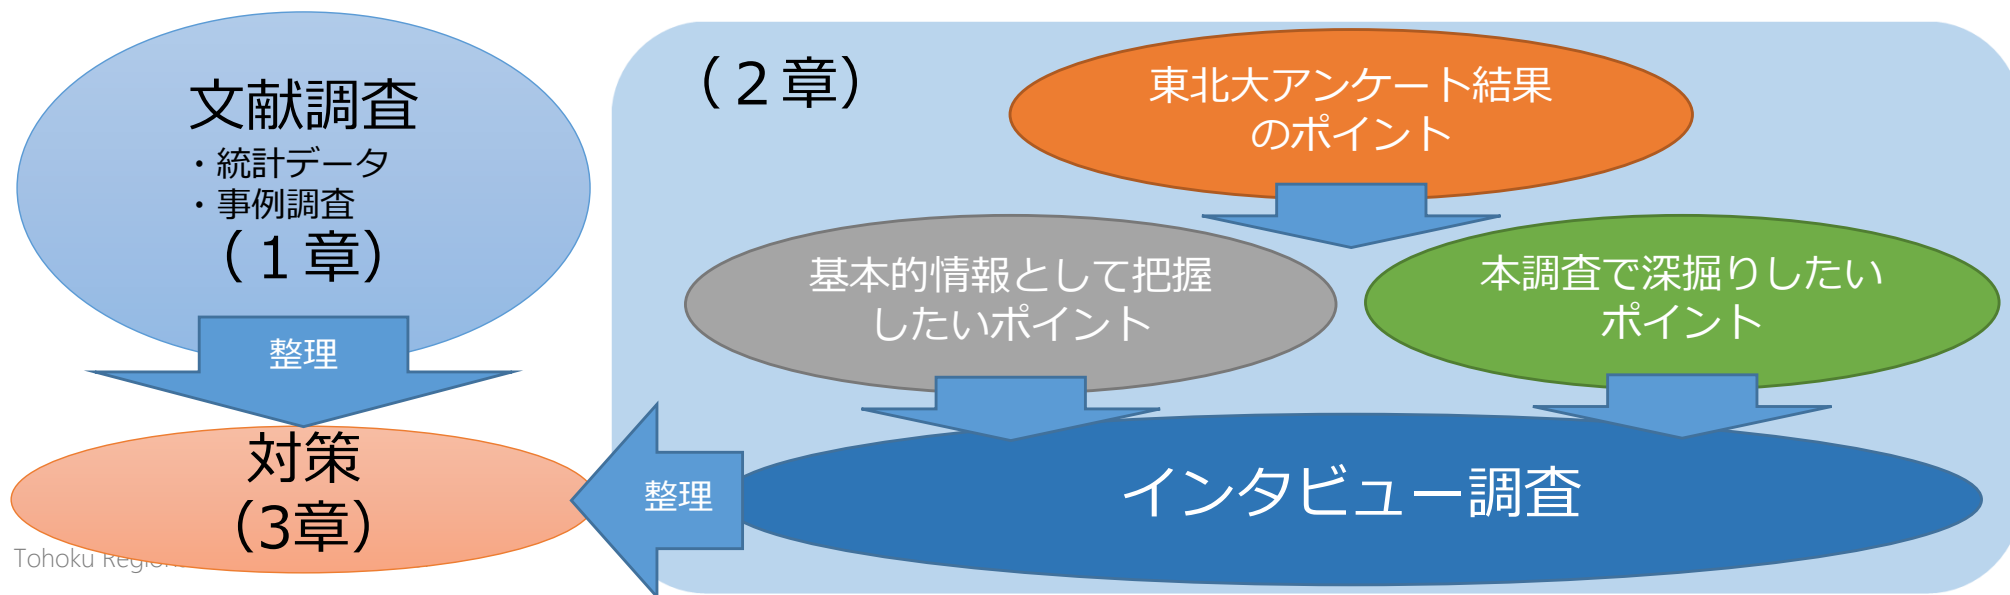 文献調査
・統計データ
・事例調査
（１章）
整理
対策
（3章）
Tohoku
（２章）
東北大アンケート結果
のポイント
基本的情報として把握
したいポイント
本調査で深掘りしたい
ポイント
整理
インタビュー調査